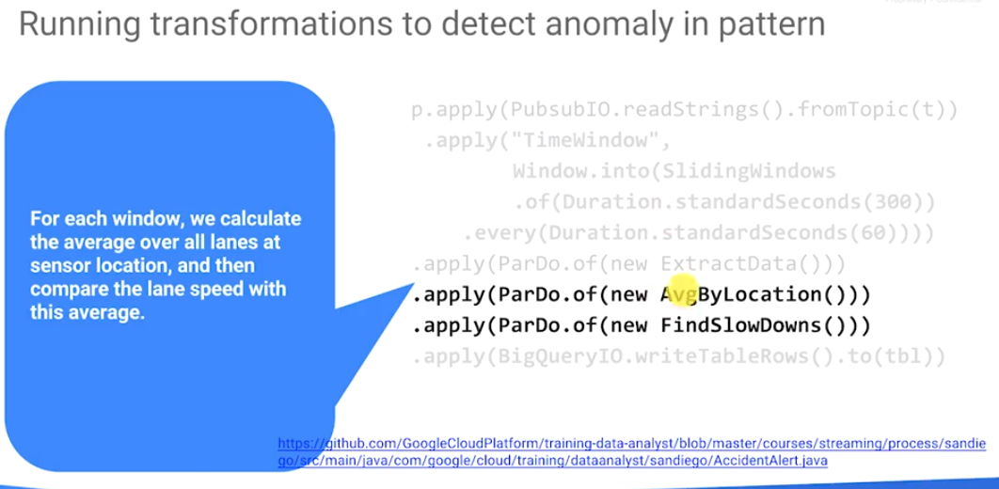 Running transformations to detect anomaly in pattern
For each window, we calculate
the average over all lanes at
sensor location, and then
compare the lane speed with
this average.
p.apply(PubsubIO.readStrings().fromTopic(t))
.apply("TimeWindow",
Window.into(SlidingWindows
.of(Duration.standardSeconds(300))
.every(Duration.standardSeconds(60))))
.apply(ParDo.of(new ExtractData()))
.apply(ParDo.of(new AvgByLocation()))
.apply(ParDo.of(new FindSlowDowns()))
.apply(BigQueryIO.writeTableRows().to(tbl))
https://github.com/GoogleCloudPlatform/training-data-analyst/blob/master/courses/streaming/process/sandie
go/src/main/java/com/google/cloud/training/dataanalyst/sandiego/AccidentAlert.java